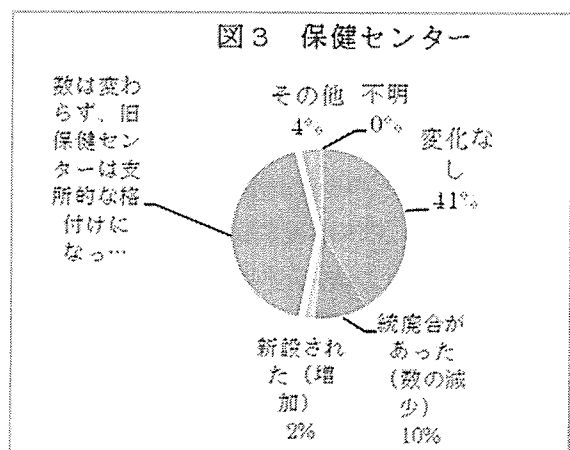 図３　保健センター
数は変わ
らず、旧
保健セン
ターは支
所的な格
付けに
なっ…
その他
4%
不明
0%
変化な
し
41%
統廃合が
あった
（数の減
少）
10%
新設され
た（増
加）
2%